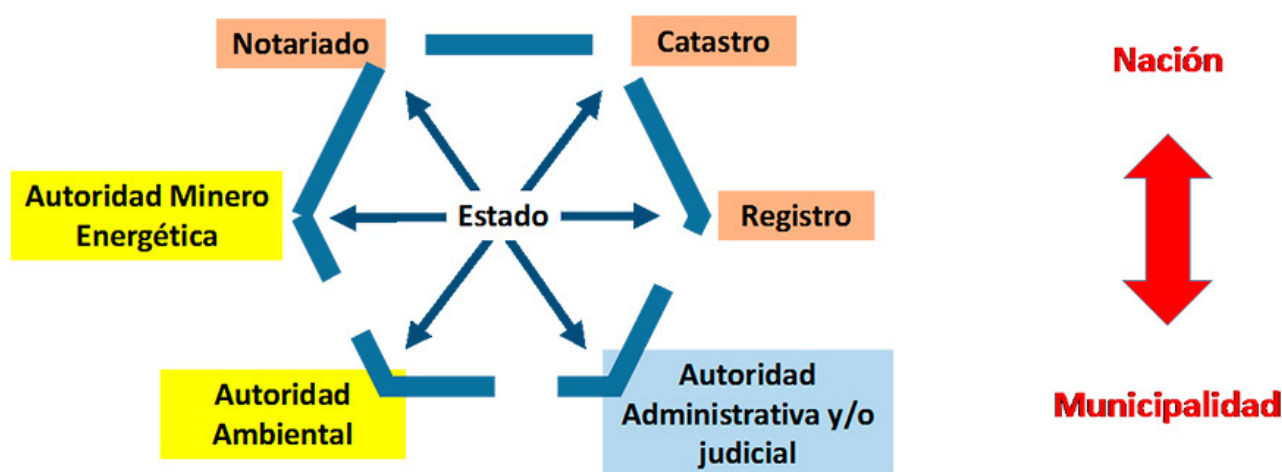 Notariado
Catastro
Nación
Autoridad Minero
Energética
Estado
Registro
Autoridad
Ambiental
Autoridad
Administrativa y/o
judicial
Municipalidad